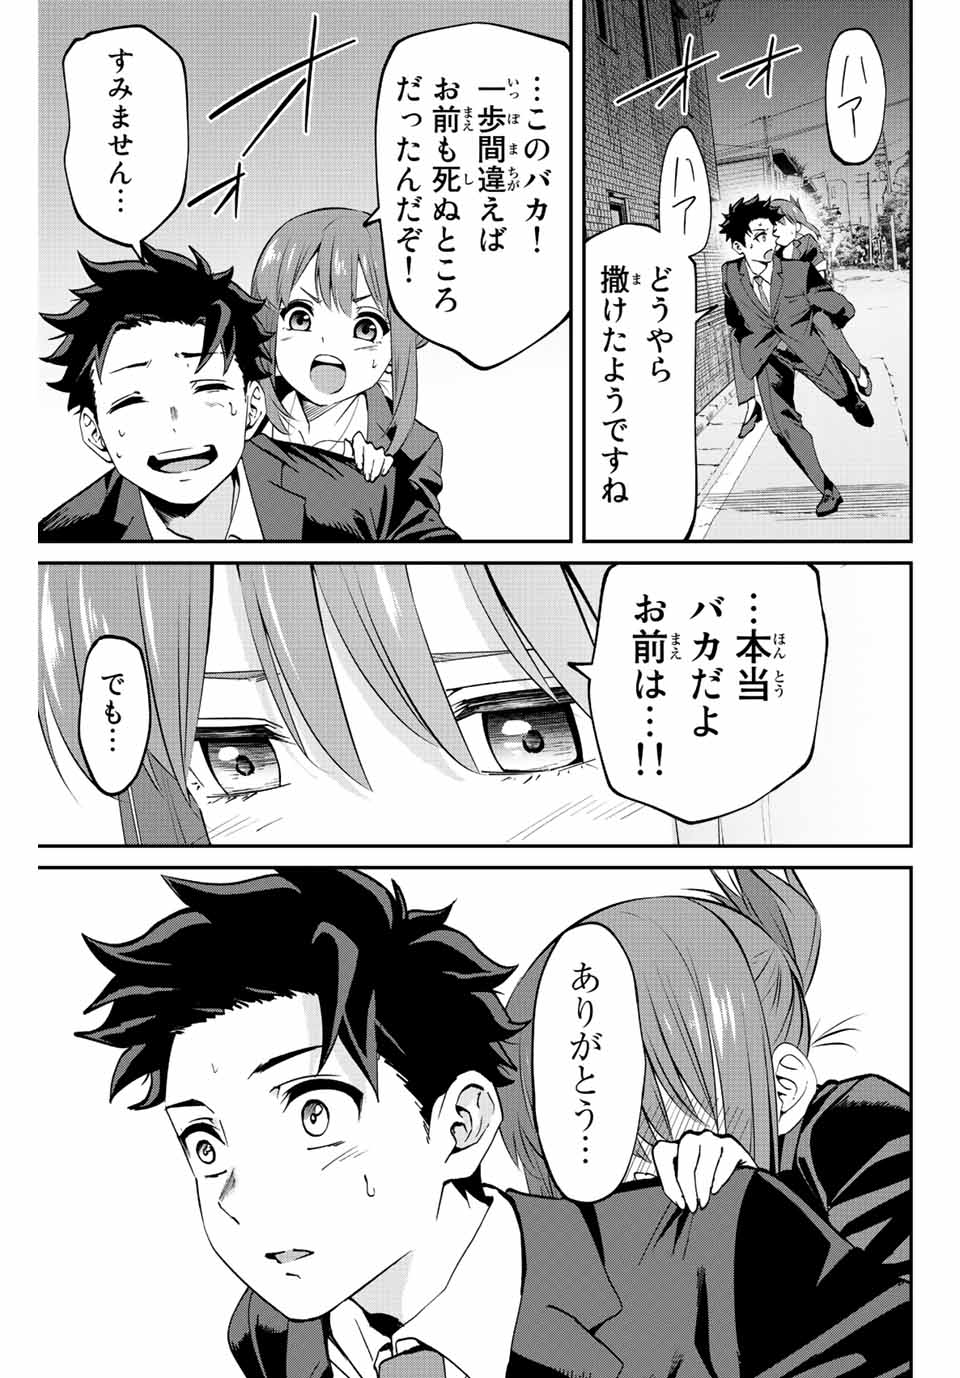 ハァ
ハァ
どうやら
撒けたようですね
…このバカ！
一歩間違えば
お前も死ぬところ
だったんだぞ！
オオオ
すみません…
…本当
バカだよ
お前は…!!
でも…
ありがとう…